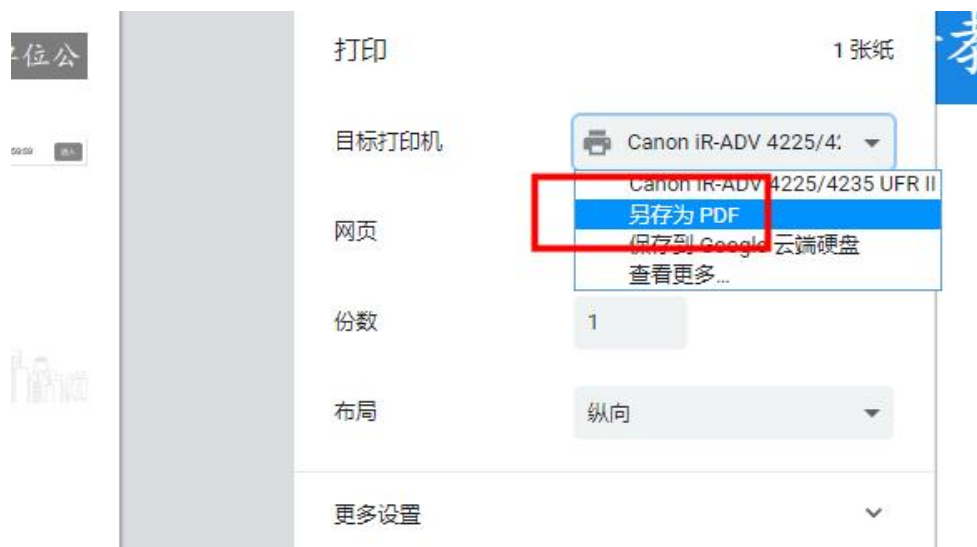 位公
打印
1 张纸
目标打印机
Canon iR-ADV 4225/4
59:59
Canon iR-ADV 4225/4235 UFR II
另存为 PDF
网页
保存到 Google 云端硬盘
查看更多...
份数
1
布局
纵向
更多设置